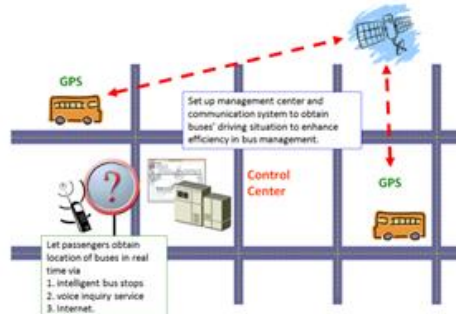 GPS
Set up management center and
communication system to obtain
buses' driving situation to enhance
efficiency in bus management.
?
Control
Center
GPS
Let passengers obtain
location of buses in real
time via
1. intelligent bus stops
2. voice inquiry service
3. Internet.